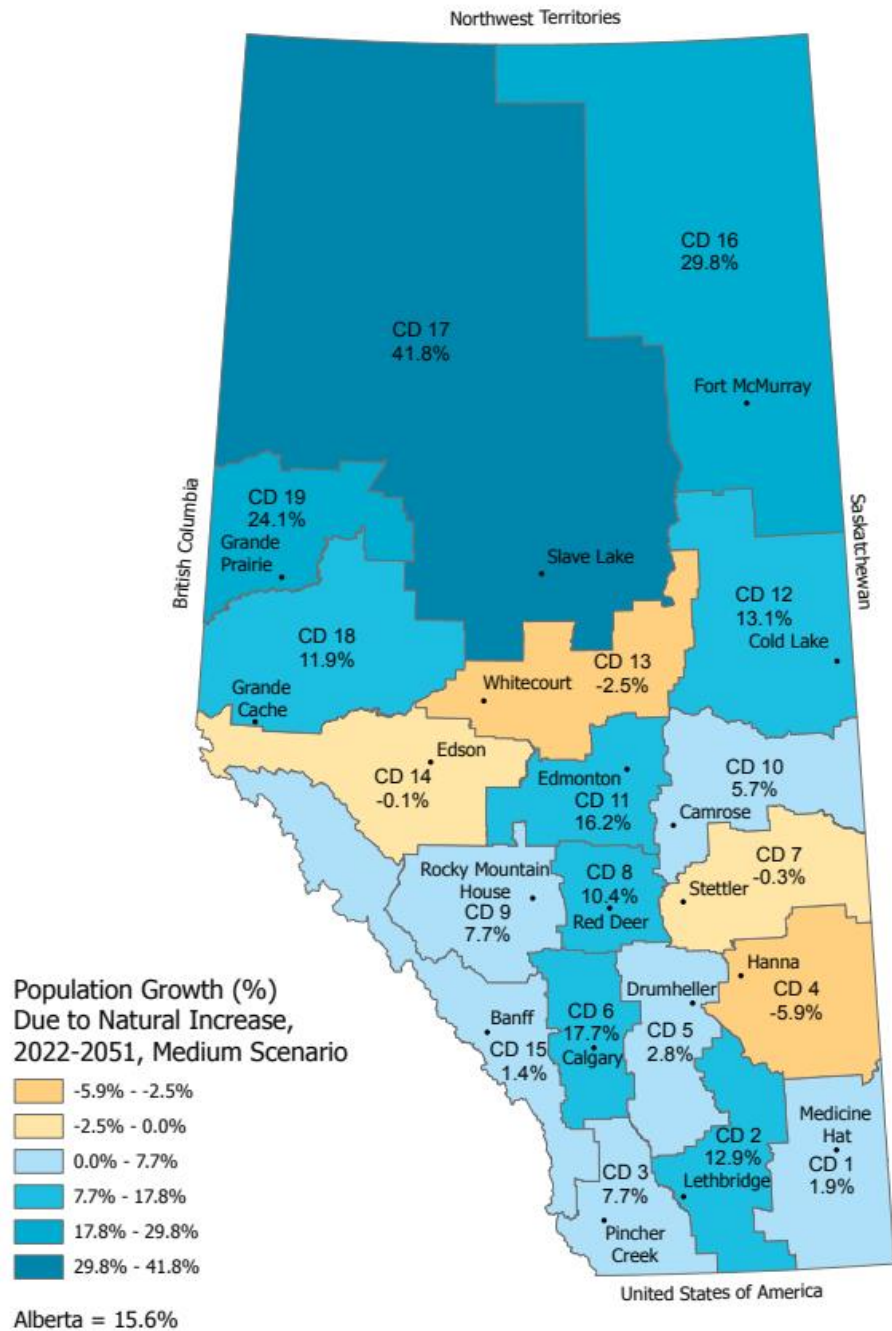 Northwest Territories
CD 16
29.8%
CD 17
41.8%
Fort McMurray
British Columbia
Saskatchewan
CD 19
24.1%
Grande
Prairie
Slave Lake
CD 12
13.1%
Cold Lake
CD 18
11.9%
CD 13
-2.5%
Whitecourt
Grande
Cache
Edson
CD 14
-0.1%
Edmonton
CD 11
16.2%
CD 10
5.7%
Camrose
Rocky Mountain
House
CD 9
7.7%
CD 8
10.4%
Red Deer
CD 7
-0.3%
Stettler
Hanna
CD 4
-5.9%
Drumheller
CD 5
2.8%
CD 6
17.7%
Calgary
Banff
CD 15
1.4%
Medicine
Hat
CD 1
1.9%
CD 2
12.9%
Lethbridge
CD 3
7.7%
Pincher
Creek
United States of America
Population Growth (%)
Due to Natural Increase,
2022-2051, Medium Scenario
-5.9% - -2.5%
-2.5% - 0.0%
0.0% - 7.7%
7.7% - 17.8%
17.8% - 29.8%
29.8% - 41.8%
Alberta = 15.6%